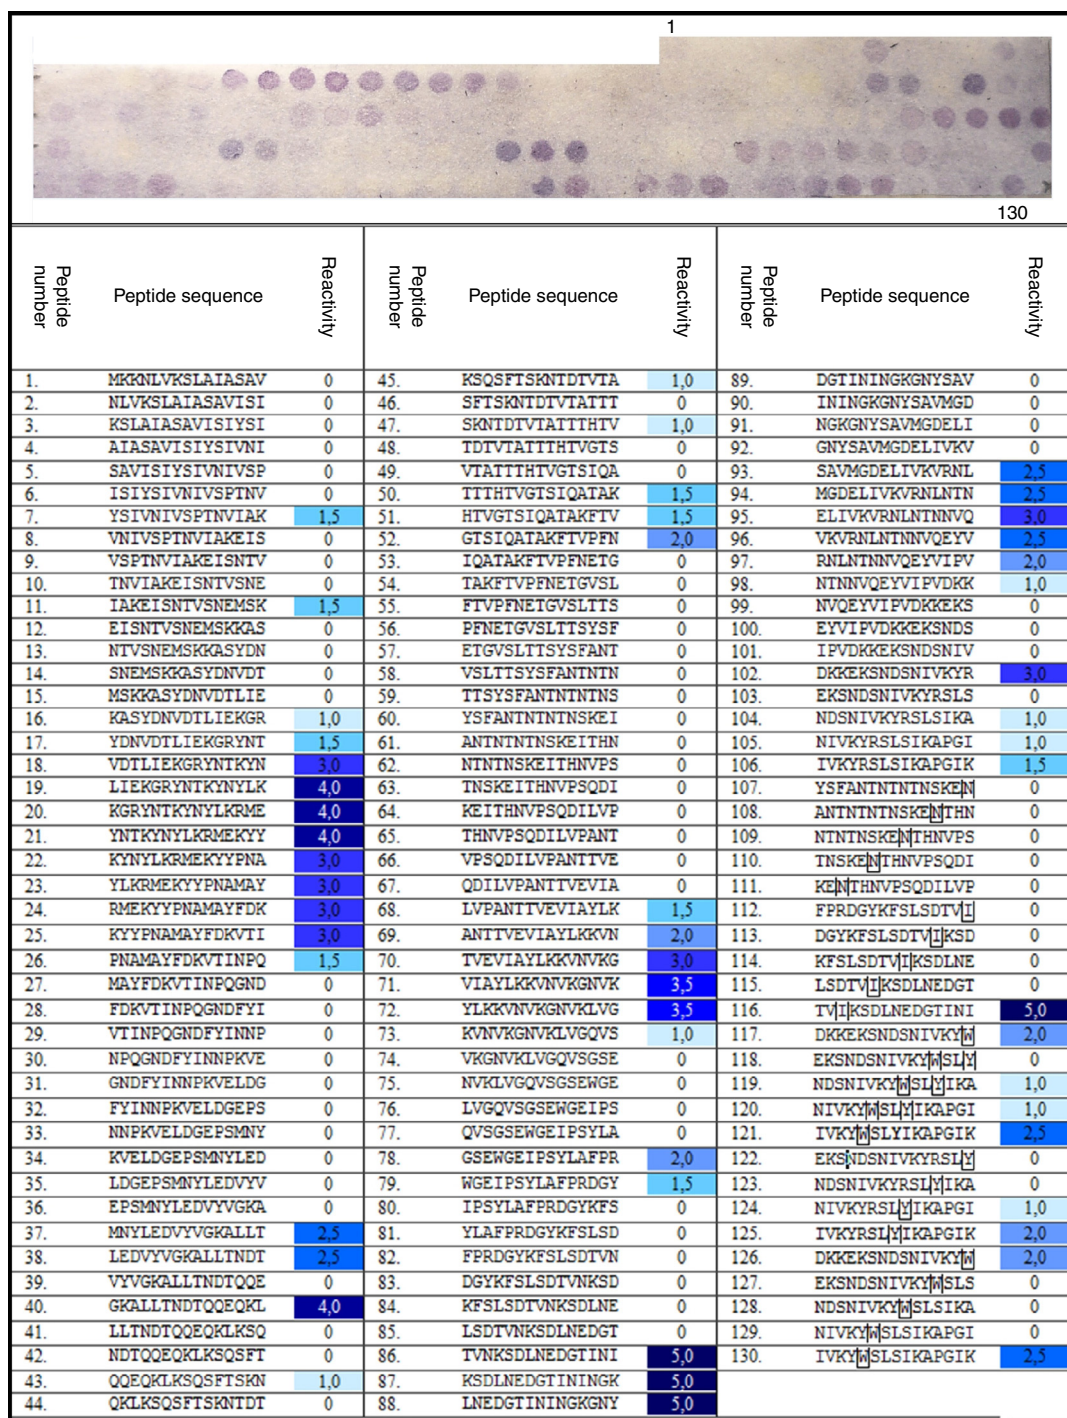 1
130
Peptide number Peptide sequence Reactivity Peptide number Peptide sequence Reactivity Peptide number Peptide sequence Reactivity
1. MKKNLVKSLAIASAV 0 45. KSQSFTSKNTDTVTA 1,0 89. DGTININGKGNYSAV 0
2. NLVKSLAIASAVISI 0 46. SFTSKNTDTVTATTT 0 90. ININGKGNYSAVMGD 0
3. KSLAIASAVISIYSI 0 47. SKNTDTVTATTTHTV 1,0 91. NGKGNYSAVMGDELI 0
4. AIASAVISIYSIVNI 0 48. TDTVTATTTHTVGTS 0 92. GNYSAVMGDELIVKV 0
5. SAVISIYSIVNIVSP 0 49. VTATTTHTVGTSIQA 0 93. SAVMGDELIVKVRNL 2,5
6. ISIYSIVNIVSPTNV 0 50. TTTHTVGTSIQATAK 1,5 94. MGDELIVKVRNLNTN 2,5
7. YSIVNIVSPTNVIAK 1,5 51. HTVGTSIQATAKFTV 1,5 95. ELIVKVRNLNTNNVQ 3,0
8. VNIVSPTNVIAKEIS 0 52. GTSIQATAKFTVPFN 2,0 96. VKVRNLNTNNVQEYV 2,5
9. VSPTNVIAKEISNTV 0 53. IQATAKFTVPFNETG 0 97. RNLNTNNVQEYVIPV 2,0
10. TNVIAKEISNTVSNE 0 54. TAKFTVPFNETGVSL 0 98. NTNNVQEYVIPVDKK 1,0
11. IAKEISNTVSNEMSK 1,5 55. FTVPFNETGVSLTTS 0 99. NVQEYVIPVDKKEKS 0
12. EISNTVSNEMSKKAS 0 56. PFNETGVSLTTSYSF 0 100. EYVIPVDKKEKSNDS 0
13. NTVSNEMSKKASYDN 0 57. ETGVSLTTSYSFANT 0 101. IPVDKKEKSNDSNIV 0
14. SNEMSKKASYDNVDT 0 58. VSLTTSYSFANTNTN 0 102. DKKEKSNDSNIVKYR 3,0
15. MSKKASYDNVDTLIE 0 59. TTSYSFANTNTNTNS 0 103. EKSNDSNIVKYRSLS 0
16. KASYDNVDTLIEKGR 1,0 60. YSFANTNTNTNSKEI 0 104. NDSNIVKYRSLSIKA 1,0
17. YDNVDTLIEKGRYNT 1,5 61. ANTNTNTNSKEITHN 0 105. NIVKYRSLSIKAPGI 1,0
18. VDTLIEKGRYNTKYN 3,0 62. NTNTNSKEITHNVPS 0 106. IVKYRSLSIKAPGIK 1,5
19. LIEKGRYNTKYNYLK 4,0 63. TNSKEITHNVPSQDI 0 107. YSFANTNTNTNSKEN 0
20. KGRYNTKYNYLKRME 4,0 64. KEITHNVPSQDILVP 0 108. ANTNTNTNSKENTHN 0
21. YNTKYNYLKRMEKYY 4,0 65. THNVPSQDILVPANT 0 109. NTNTNSKENTHNVPS 0
22. KYNYLKRMEKYYPNA 3,0 66. VPSQDILVPANTTVE 0 110. TNSKENTHNVPSQDI 0
23. YLKRMEKYYPNAMAY 3,0 67. QDILVPANTTVEVIA 0 111. KENTHNVPSQDILVP 0
24. RMEKYYPNAMAYFDK 3,0 68. LVPANTTVEVIAYLK 1,5 112. FPRDGYKFSLSDTVI 0
25. KYYPNAMAYFDKVTI 3,0 69. ANTTVEVIAYLKKVN 2,0 113. DGYKFSLSDTVIKSD 0
26. PNAMAYFDKVTINPQ 1,5 70. TVEVIAYLKKVNVKG 3,0 114. KFSLSDTVIKSDLNE 0
27. MAYFDKVTINPQGND 0 71. VIAYLKKVNVKGNVK 3,5 115. LSDTVIKSDLNEDGT 0
28. FDKVTINPQGNDFYI 0 72. YLKKVNVKGNVKLVG 3,5 116. TVIKSDLNEDGTINI 5,0
29. VTINPQGNDFYINNP 0 73. KVNVKGNVKLVGQVS 1,0 117. DKKEKSNDSNIVKYW 2,0
30. NPQGNDFYINNPKVE 0 74. VKGNVKLVGQVSGSE 0 118. EKSNDSNIVKYWSLY 0
31. GNDFYINNPKVELDG 0 75. NVKLVGQVSGSEWGE 0 119. NDSNIVKYWSLYIKA 1,0
32. FYINNPKVELDGEPS 0 76. LVGQVSGSEWGEIPS 0 120. NIVKYWSLYIKAPGI 1,0
33. NNPKVELDGEPSMNY 0 77. QVSGSEWGEIPSYLA 0 121. IVKYWSLYIKAPGIK 2,5
34. KVELDGEPSMNYLED 0 78. GSEWGEIPSYLAFPR 2,0 122. EKSNDSNIVKYRSLY 0
35. LDGEPSMNYLEDVYV 0 79. WGEIPSYLAFPRDGY 1,5 123. NDSNIVKYRSLYIKA 0
36. EPSMNYLEDVYVGKA 0 80. IPSYLAFPRDGYKFS 0 124. NIVKYRSLYIKAPGI 1,0
37. MNYLEDVYVGKALLT 2,5 81. YLAFPRDGYKFSLSD 0 125. IVKYRSLYIKAPGIK 2,0
38. LEDVYVGKALLTNDT 2,5 82. FPRDGYKFSLSDTVN 0 126. DKKEKSNDSNIVKYW 2,0
39. VYVGKALLTNDTQQE 0 83. DGYKFSLSDTVNKSD 0 127. EKSNDSNIVKYWSLS 0
40. GKALLTNDTQQEQKL 4,0 84. KFSLSDTVNKSDLNE 0 128. NDSNIVKYWSLSIKA 0
41. LLTNDTQQEQKLKSQ 0 85. LSDTVNKSDLNEDGT 0 129. NIVKYWSLSIKAPGI 0
42. NDTQQEQKLKSQSFT 0 86. TVNKSDLNEDGTINI 5,0 130. IVKYWSLSIKAPGIK 2,5
43. QQEQKLKSQSFTSKN 1,0 87. KSDLNEDGTININGK 5,0
44. QKLKSQSFTSKNTDT 0 88. LNEDGTININGKGNY 5,0